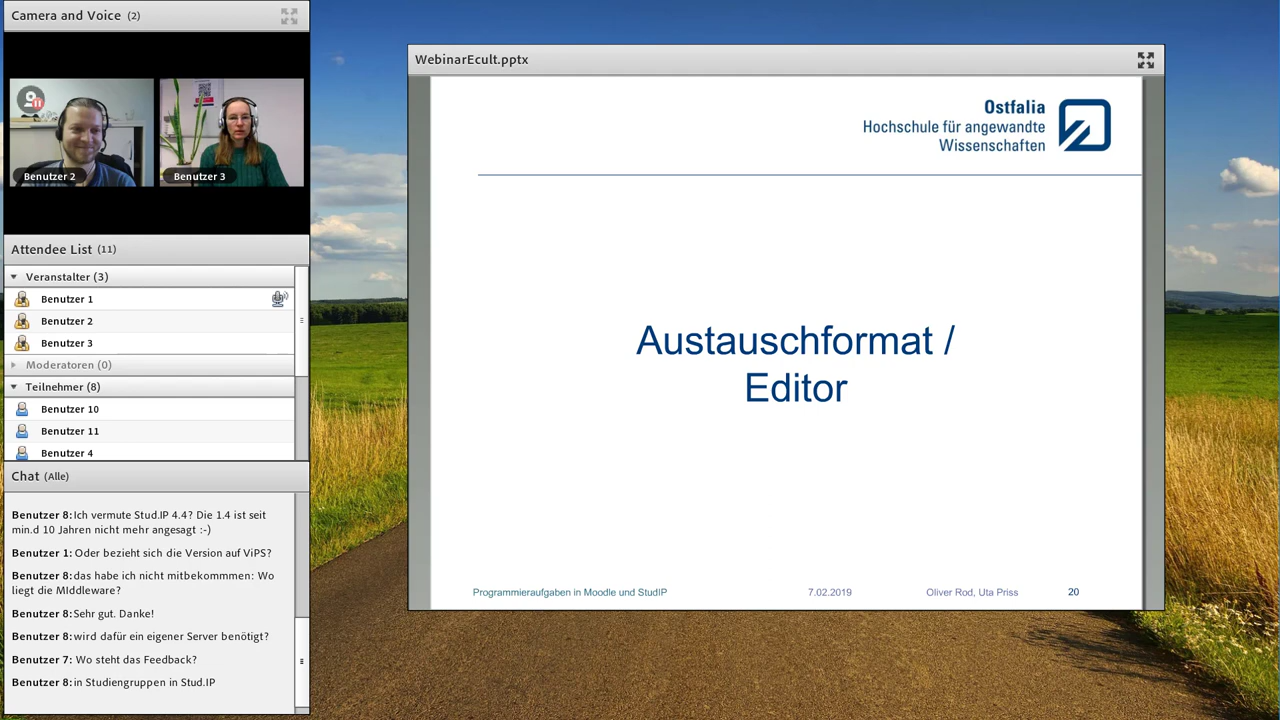 Camera and Voice (2)
Benutzer 2
Benutzer 3
Attendee List (11)
Veranstalter (3)
Benutzer 1
Benutzer 2
Benutzer 3
Moderatoren (0)
Teilnehmer (8)
Benutzer 10
Benutzer 11
Benutzer 4
Chat (Alle)
Benutzer 8: Ich vermute Stud.IP 4.4? Die 1.4 ist seit
min.d 10 Jahren nicht mehr angesagt :-)
Benutzer 1: Oder bezieht sich die Version auf ViPS?
Benutzer 8: das habe ich nicht mitbekommmen: Wo
liegt die MIddleware?
Benutzer 8: Sehr gut. Danke!
Benutzer 8: wird dafür ein eigener Server benötigt?
Benutzer 7: Wo steht das Feedback?
Benutzer 8: in Studiengruppen in Stud.IP
WebinarEcult.pptx
Ostfalia
Hochschule für angewandte
Wissenschaften
Austauschformat /
Editor
Programmieraufgaben in Moodle und StudIP
7.02.2019
Oliver Rod, Uta Priss
20